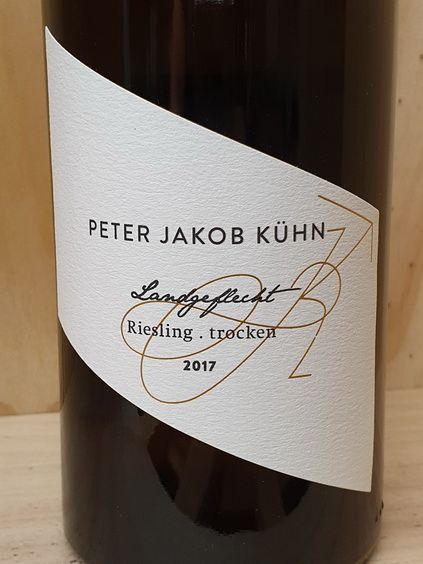 PETER JAKOB KÜHN
Landgeflecht
Riesling . trocken
2017